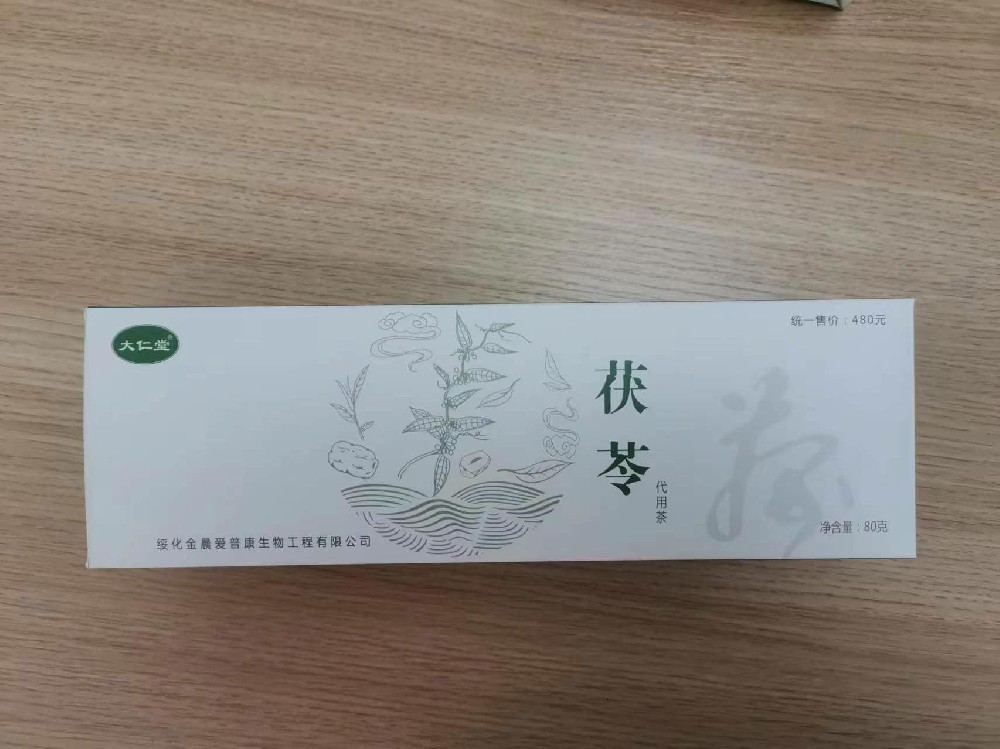 大仁堂®
统一售价：480元
茯苓
代用茶
净含量：80克
绥化金晨爱普康生物工程有限公司